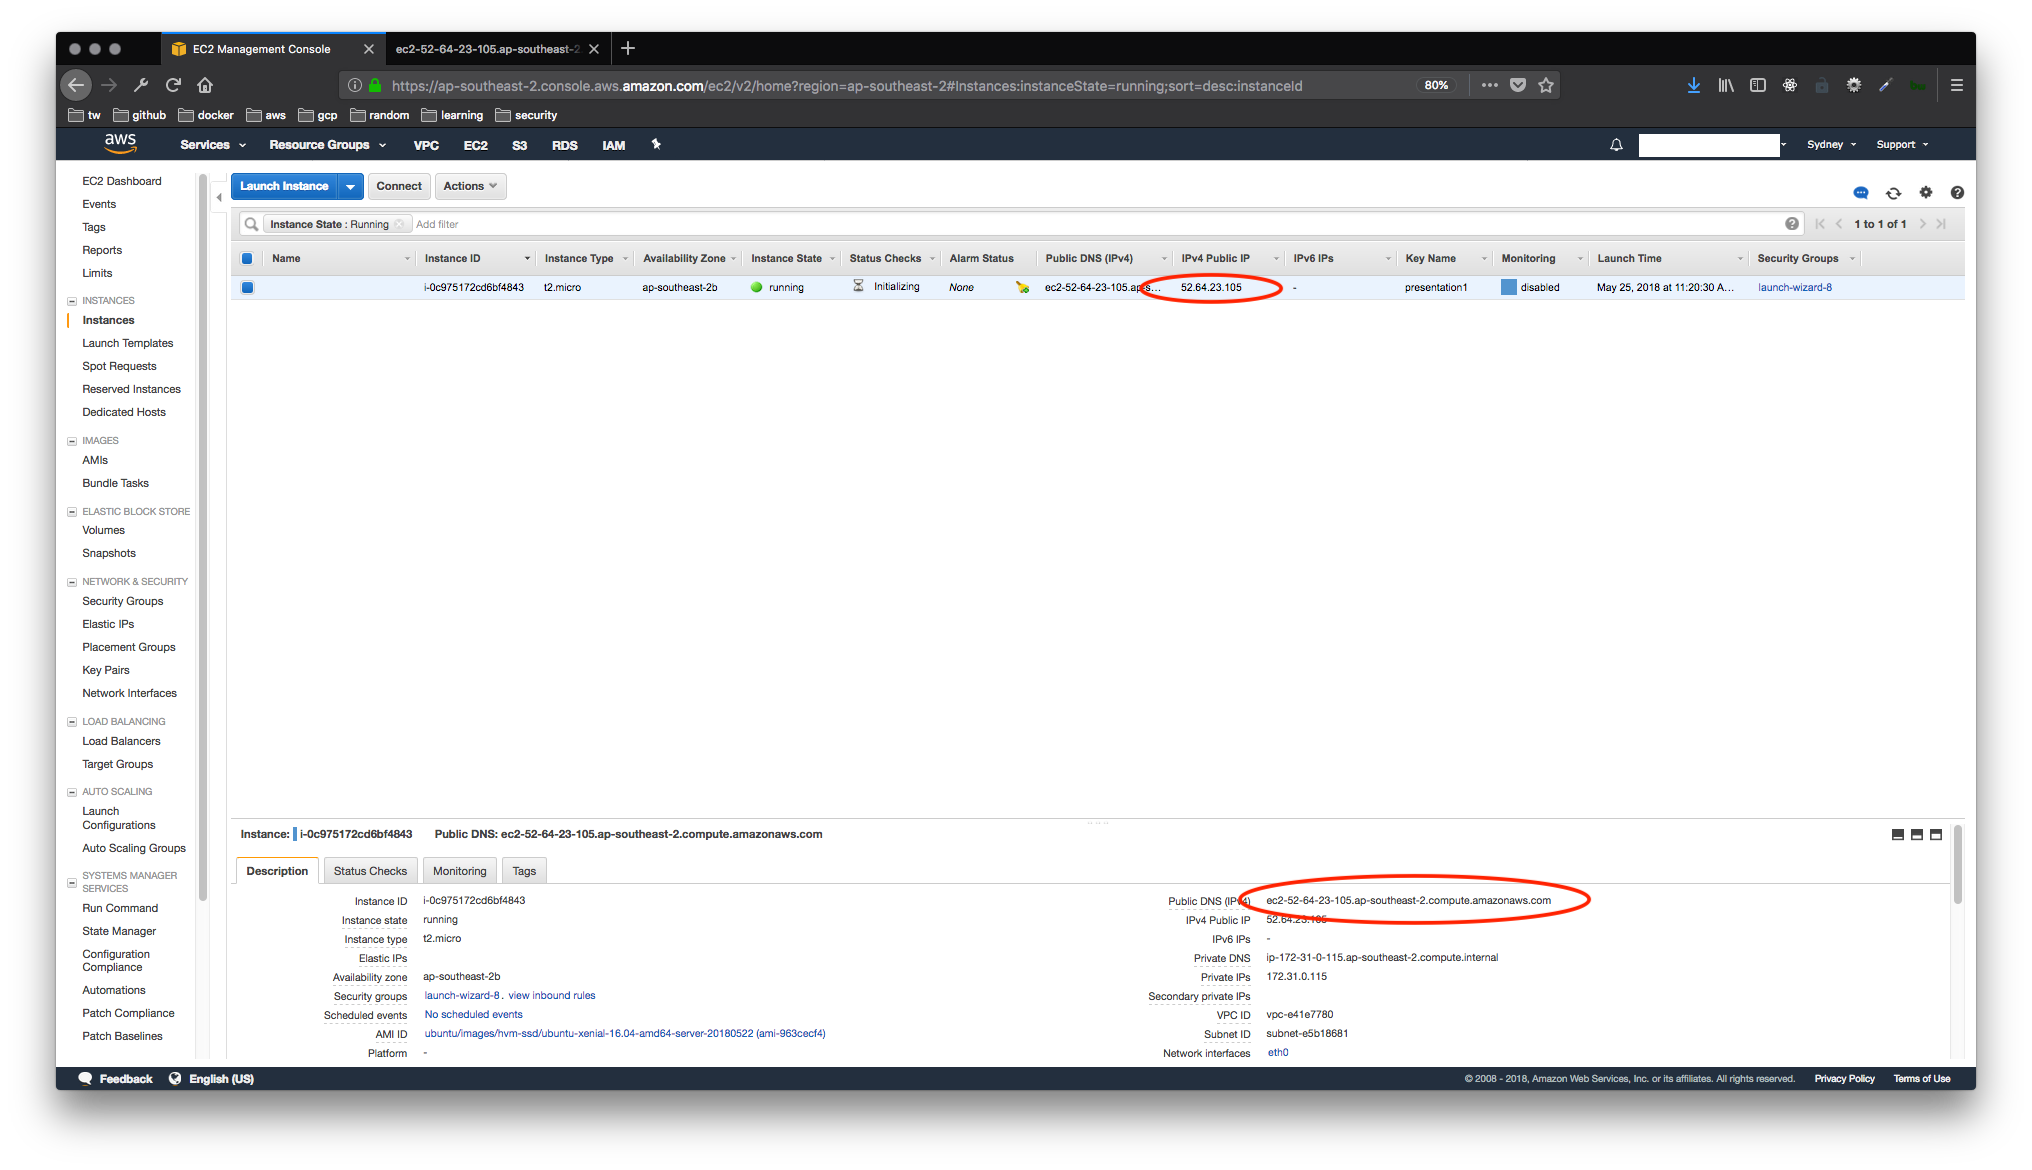 EC2 Management Console
ec2-52-64-23-105.ap-southeast-2
https://ap-southeast-2.console.aws.amazon.com/ec2/v2/home?region=ap-southeast-2#Instances:instanceState=running;sort=desc:instanceId 80%
tw github docker aws gcp random learning security
aws Services Resource Groups VPC EC2 S3 RDS IAM Sydney Support
EC2 Dashboard
Events
Tags
Reports
Limits
INSTANCES
Instances
Launch Templates
Spot Requests
Reserved Instances
Dedicated Hosts
IMAGES
AMIs
Bundle Tasks
ELASTIC BLOCK STORE
Volumes
Snapshots
NETWORK & SECURITY
Security Groups
Elastic IPs
Placement Groups
Key Pairs
Network Interfaces
LOAD BALANCING
Load Balancers
Target Groups
AUTO SCALING
Launch
Configurations
Auto Scaling Groups
SYSTEMS MANAGER
SERVICES
Run Command
State Manager
Configuration
Compliance
Automations
Patch Compliance
Patch Baselines
Launch Instance Connect Actions
Instance State : Running Add filter 1 to 1 of 1
Name Instance ID Instance Type Availability Zone Instance State Status Checks Alarm Status Public DNS (IPv4) IPv4 Public IP IPv6 IPs Key Name Monitoring Launch Time Security Groups
i-0c975172cd6bf4843 t2.micro ap-southeast-2b running Initializing None ec2-52-64-23-105.ap-s... 52.64.23.105 - presentation1 disabled May 25, 2018 at 11:20:30 A... launch-wizard-8
Instance: i-0c975172cd6bf4843 Public DNS: ec2-52-64-23-105.ap-southeast-2.compute.amazonaws.com
Description Status Checks Monitoring Tags
Instance ID i-0c975172cd6bf4843
Instance state running
Instance type t2.micro
Elastic IPs
Availability zone ap-southeast-2b
Security groups launch-wizard-8. view inbound rules
Scheduled events No scheduled events
AMI ID ubuntu/images/hvm-ssd/ubuntu-xenial-16.04-amd64-server-20180522 (ami-963cecf4)
Platform -
Public DNS (IPv4) ec2-52-64-23-105.ap-southeast-2.compute.amazonaws.com
IPv4 Public IP 52.64.23.105
IPv6 IPs -
Private DNS ip-172-31-0-115.ap-southeast-2.compute.internal
Private IPs 172.31.0.115
Secondary private IPs
VPC ID vpc-e41e7780
Subnet ID subnet-e5b18681
Network interfaces eth0
Feedback English (US) © 2008 - 2018, Amazon Web Services, Inc. or its affiliates. All rights reserved. Privacy Policy Terms of Use